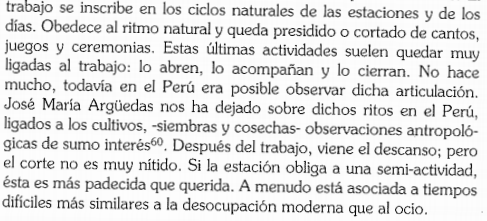 trabajo se inscribe en los ciclos naturales de las estaciones y de los
días. Obedece al ritmo natural y queda presidido o cortado de cantos,
juegos y ceremonias. Estas últimas actividades suelen quedar muy
ligadas al trabajo: lo abren, lo acompañan y lo cierran. No hace
mucho, todavía en el Perú era posible observar dicha articulación.
José María Argüedas nos ha dejado sobre dichos ritos en el Perú,
ligados a los cultivos, -siembras y cosechas- observaciones antropoló-
gicas de sumo interés⁶⁰. Después del trabajo, viene el descanso; pero
el corte no es muy nítido. Si la estación obliga a una semi-actividad,
ésta es más padecida que querida. A menudo está asociada a tiempos
difíciles más similares a la desocupación moderna que al ocio.